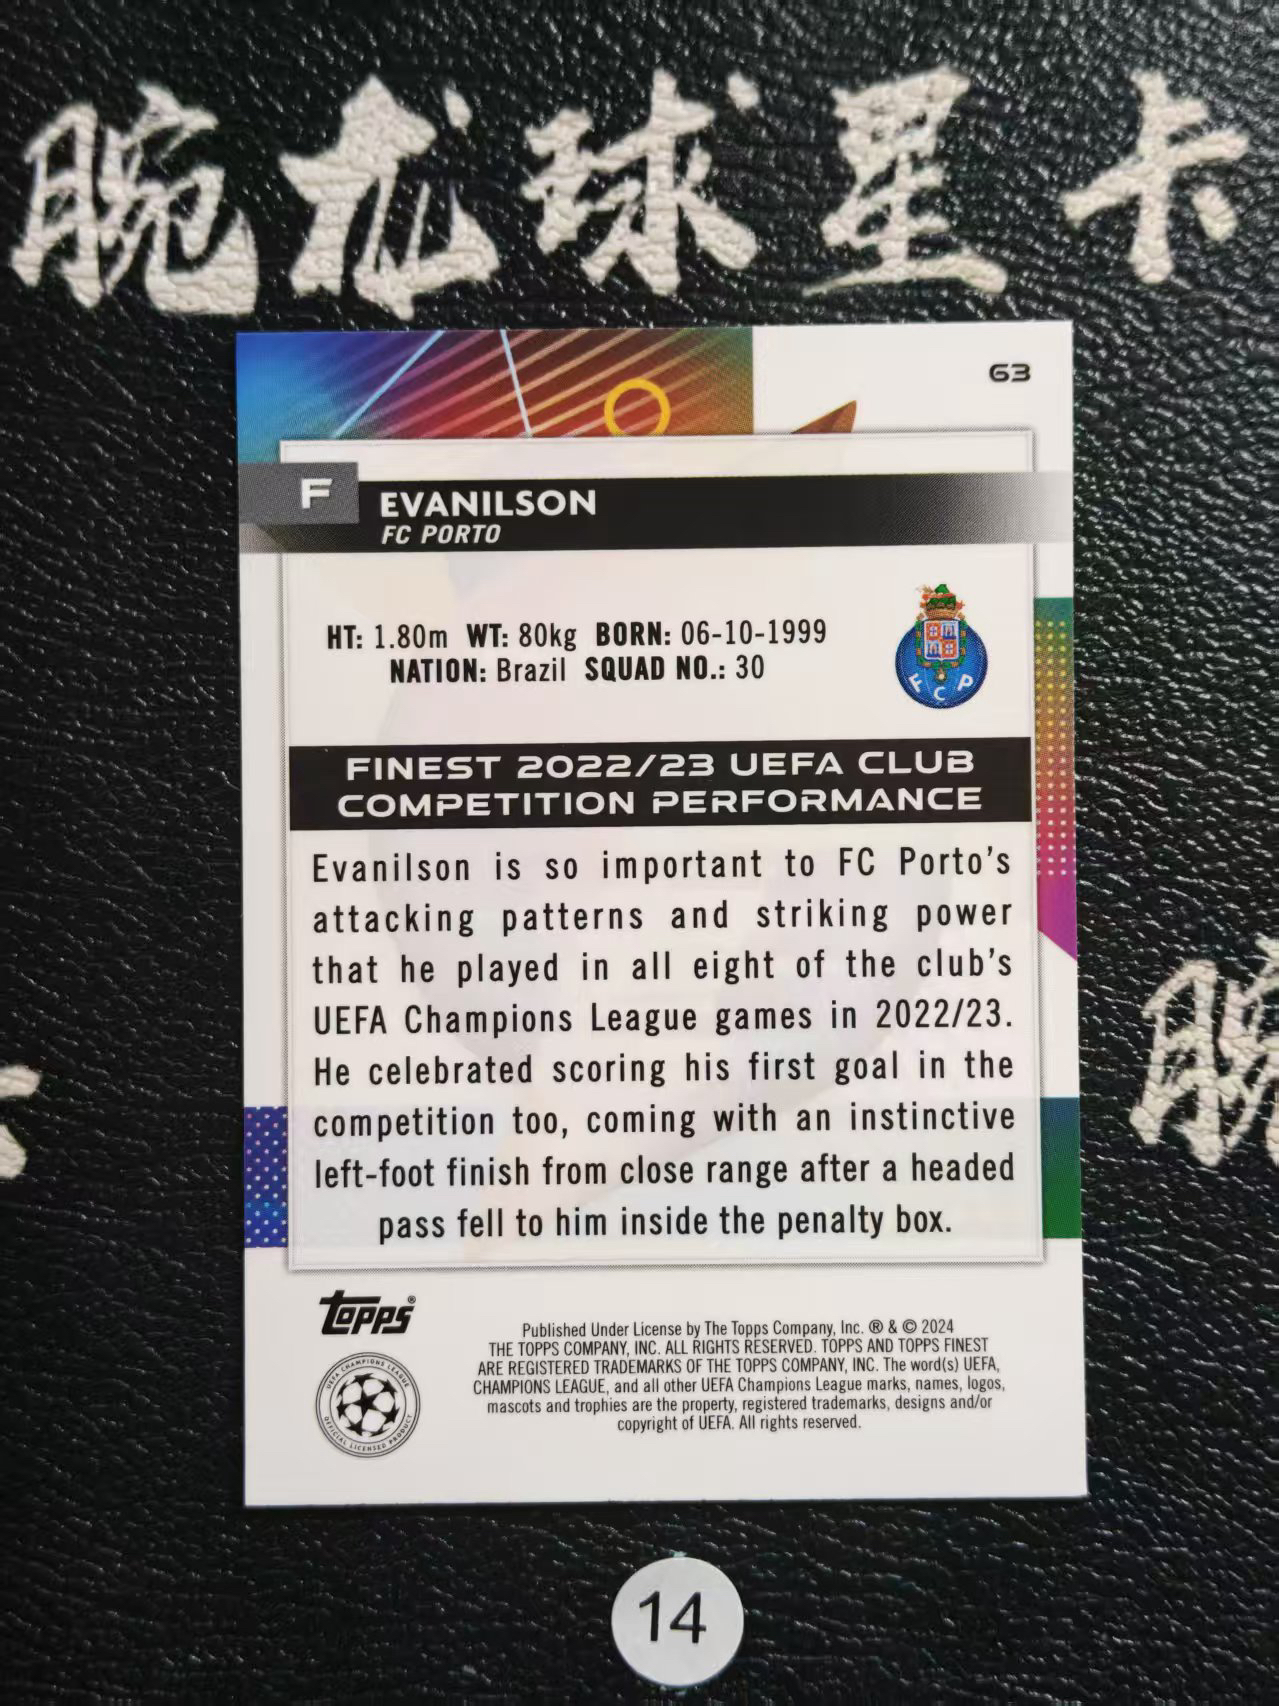 腕儿球星卡
63
F
EVANILSON
FC PORTO
HT: 1.80m WT: 80kg BORN: 06-10-1999
NATION: Brazil SQUAD NO.: 30
FCP
FINEST 2022/23 UEFA CLUB
COMPETITION PERFORMANCE
Evanilson is so important to FC Porto's
attacking patterns and striking power
that he played in all eight of the club's
UEFA Champions League games in 2022/23.
He celebrated scoring his first goal in the
competition too, coming with an instinctive
left-foot finish from close range after a headed
pass fell to him inside the penalty box.
Topps®
UEFA CHAMPIONS LEAGUE
OFFICIAL LICENSED PRODUCT
Published Under License by The Topps Company, Inc. ® & © 2024
THE TOPPS COMPANY, INC. ALL RIGHTS RESERVED. TOPPS AND TOPPS FINEST
ARE REGISTERED TRADEMARKS OF THE TOPPS COMPANY, INC. The word(s) UEFA,
CHAMPIONS LEAGUE, and all other UEFA Champions League marks, names, logos,
mascots and trophies are the property, registered trademarks, designs and/or
copyright of UEFA. All rights reserved.
14